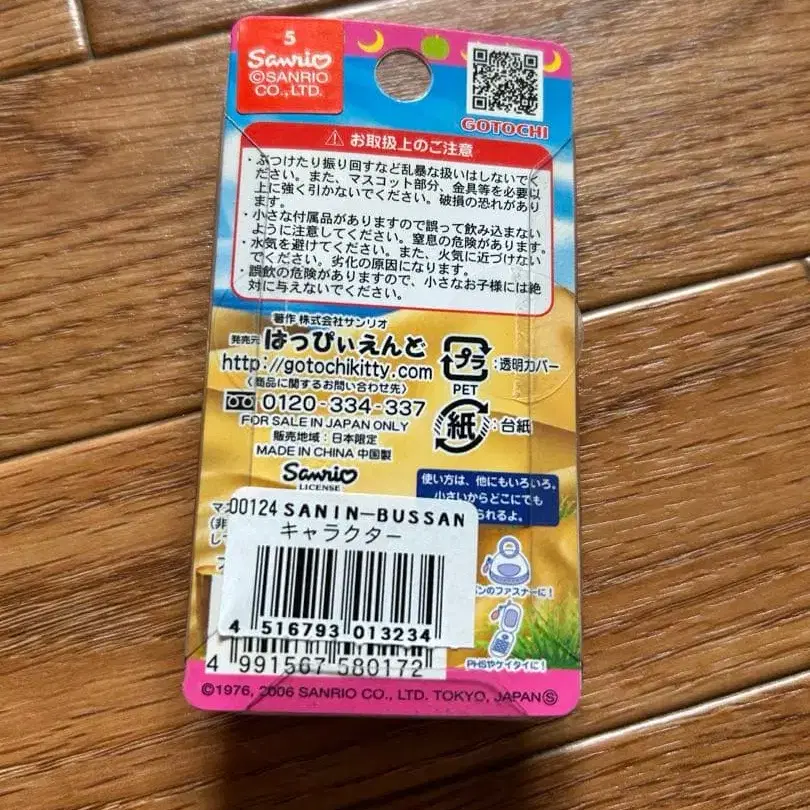 5
Sanrio
©SANRIO
CO.,LTD.
GOTOCHI
お取扱上のご注意
・ぶつけたり振り回すなど乱暴な扱いはしないでく
ださい。また、マスコット部分、金具等を必要以
上に強く引かないでください。破損の恐れがあり
ます。
・小さな付属品がありますので誤って飲み込まない
ように注意してください。窒息の危険があります。
・水気を避けてください。また、火気に近づけない
でください。劣化の原因になります。
・誤飲の危険がありますので、小さなお子様には絶
対に与えないでください。
著作 株式会社サンリオ
発売元 はっぴぃえんど
http://gotochikitty.com
〈商品に関するお問い合わせ先〉
0120-334-337
FOR SALE IN JAPAN ONLY
販売地域:日本限定
MADE IN CHINA 中国製
Sanrio
LICENSE
プラ :透明カバー
PET
紙 :台紙
使い方は、他にもいろいろ。
小さいからどこにでも
られるよ。
00124 SANIN-BUSSAN
キャラクター
4 516793 013234
4 991567 580172
のファスナーに!
PHSやケイタイに!
©1976, 2006 SANRIO CO., LTD. TOKYO, JAPAN Ⓢ